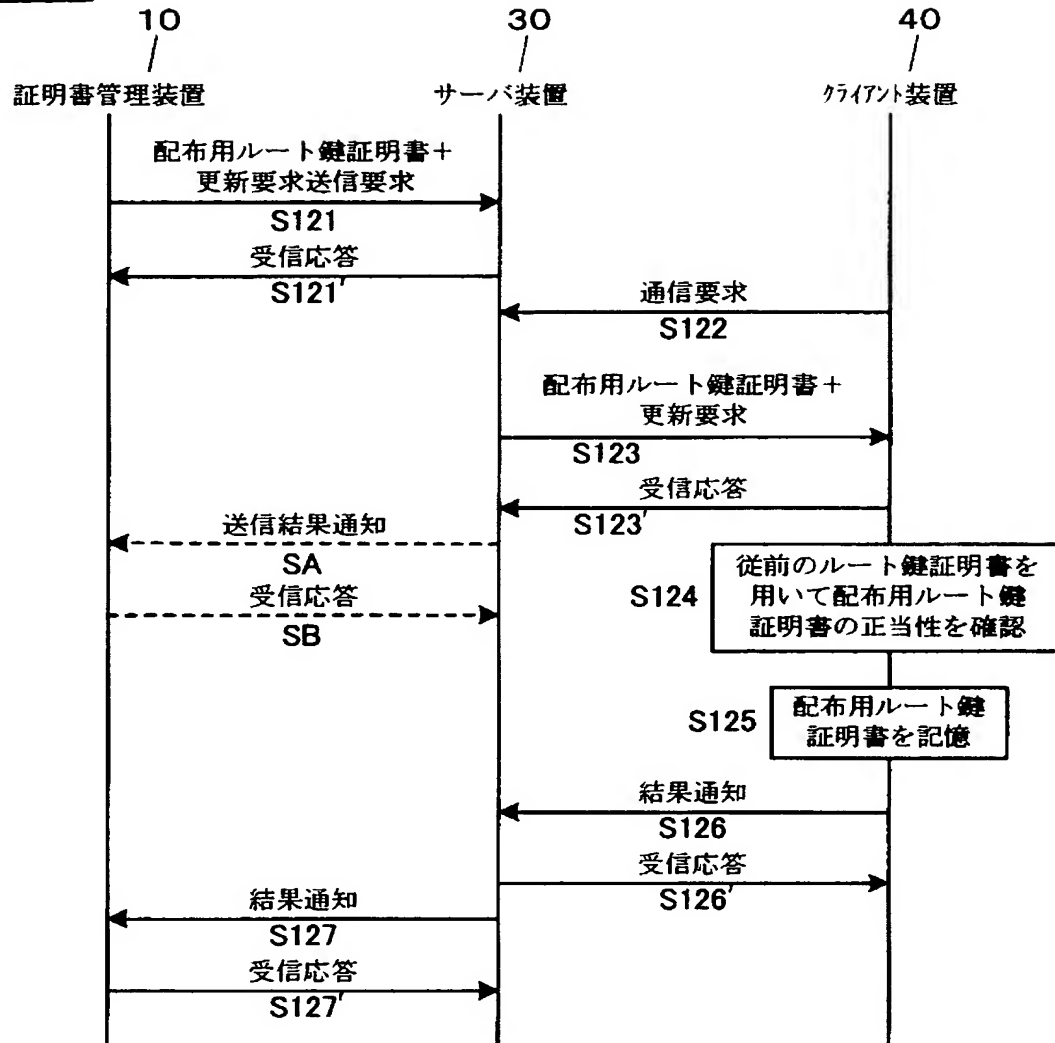 10
30
40
証明書管理装置
サーバ装置
クライアント装置
配布用ルート鍵証明書+
更新要求送信要求
S121
受信応答
S121'
通信要求
S122
配布用ルート鍵証明書+
更新要求
S123
受信応答
S123'
送信結果通知
SA
受信応答
SB
S124
従前のルート鍵証明書を
用いて配布用ルート鍵
証明書の正当性を確認
S125
配布用ルート鍵
証明書を記憶
結果通知
S126
受信応答
S126'
結果通知
S127
受信応答
S127'